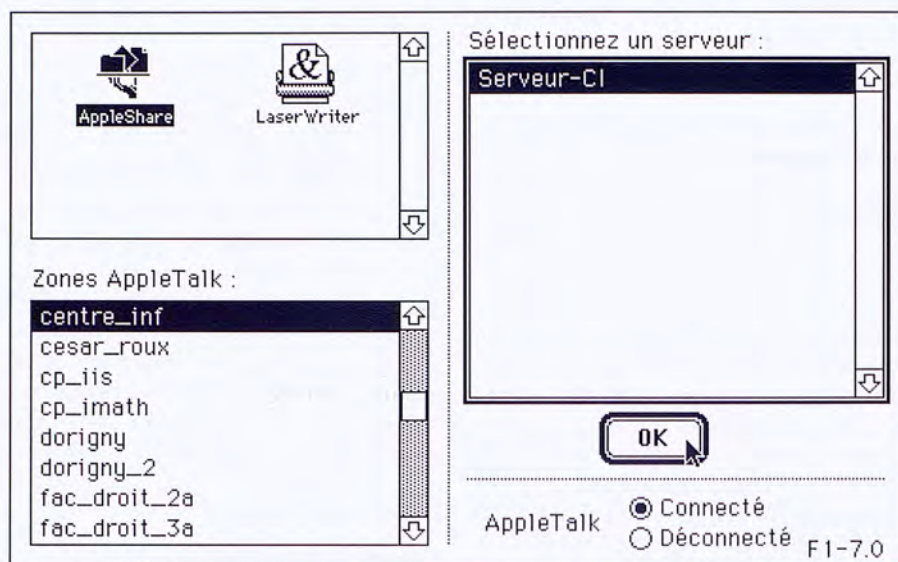 AppleShare
LaserWriter
Zones AppleTalk :
centre_inf
cesar_roux
cp_iis
cp_imath
dorigny
dorigny_2
fac_droit_2a
fac_droit_3a
Sélectionnez un serveur :
Serveur-CI
OK
AppleTalk
Connecté
Déconnecté
F1-7.0